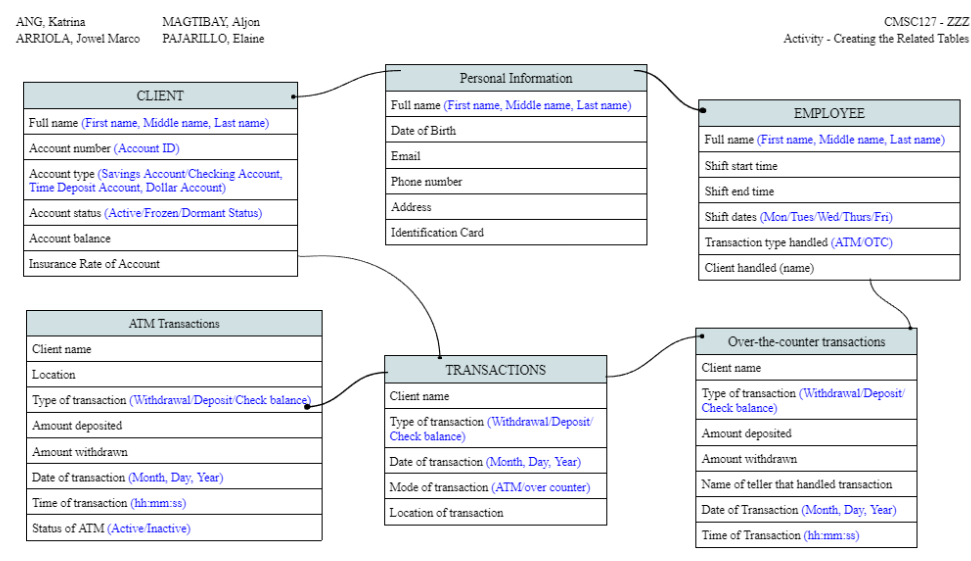 ANG, Katrina
MAGTIBAY, Aljon
ARRIOLA, Jowel Marco
PAJARILLO, Elaine
CMSC127 - ZZZ
Activity - Creating the Related Tables
CLIENT
Full name (First name, Middle name, Last name)
Account number (Account ID)
Account type (Savings Account/Checking Account,
Time Deposit Account, Dollar Account)
Account status (Active/Frozen/Dormant Status)
Account balance
Insurance Rate of Account
Personal Information
Full name (First name, Middle name, Last name)
Date of Birth
Email
Phone number
Address
Identification Card
EMPLOYEE
Full name (First name, Middle name, Last name)
Shift start time
Shift end time
Shift dates (Mon/Tues/Wed/Thurs/Fri)
Transaction type handled (ATM/OTC)
Client handled (name)
ATM Transactions
Client name
Location
Type of transaction (Withdrawal/Deposit/Check balance)
Amount deposited
Amount withdrawn
Date of transaction (Month, Day, Year)
Time of transaction (hh:mm:ss)
Status of ATM (Active/Inactive)
TRANSACTIONS
Client name
Type of transaction (Withdrawal/Deposit/
Check balance)
Date of transaction (Month, Day, Year)
Mode of transaction (ATM/over counter)
Location of transaction
Over-the-counter transactions
Client name
Type of transaction (Withdrawal/Deposit/
Check balance)
Amount deposited
Amount withdrawn
Name of teller that handled transaction
Date of Transaction (Month, Day, Year)
Time of Transaction (hh:mm:ss)